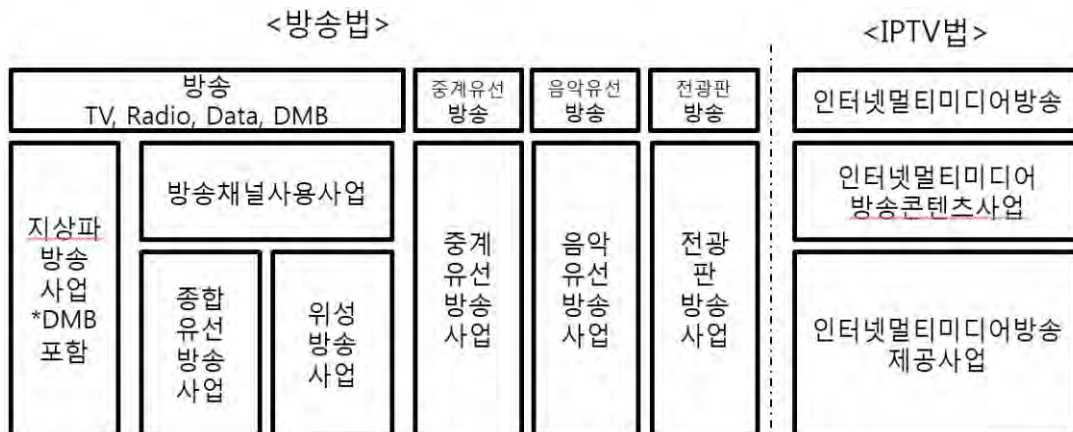 <방송법>
<IPTV법>
방송
TV, Radio, Data, DMB
중계유선
방송
음악유선
방송
전광판
방송
인터넷멀티미디어방송
지상파
방송
사업
*DMB
포함
방송채널사용사업
종합
유선
방송
사업
위성
방송
사업
중계
유선
방송
사업
음악
유선
방송
사업
전광
판
방송
사업
인터넷멀티미디어
방송콘텐츠사업
인터넷멀티미디어방송
제공사업